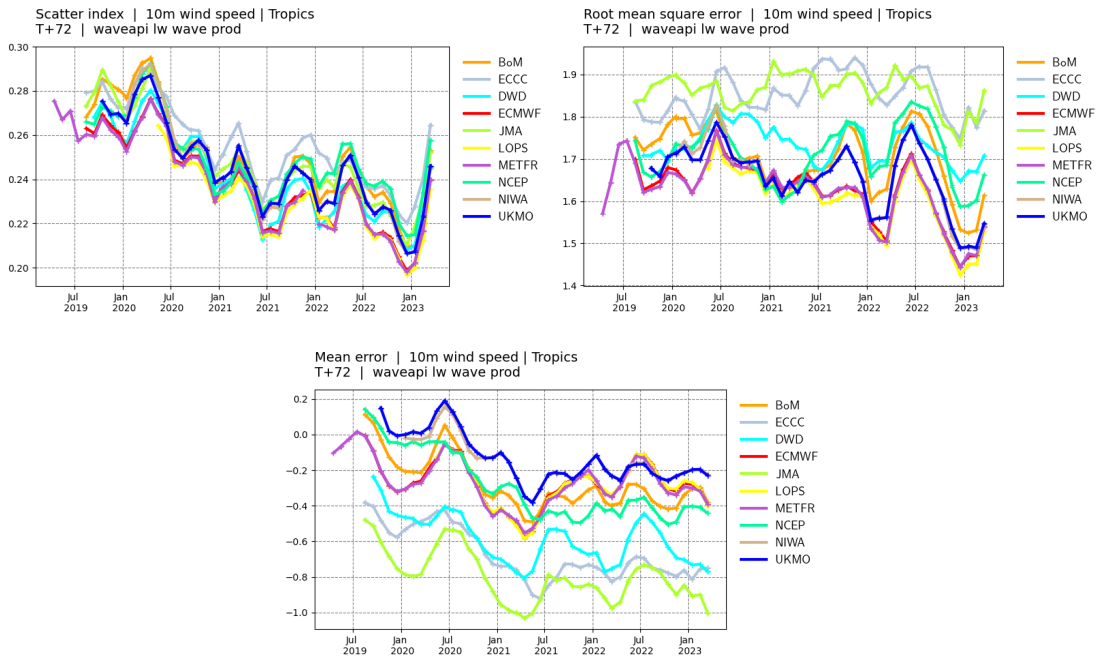 Scatter index | 10m wind speed | Tropics
T+72 | waveapi lw wave prod
0.30
0.28
0.26
0.24
0.22
0.20
Jul
2019
Jan
2020
Jul
2020
Jan
2021
Jul
2021
Jan
2022
Jul
2022
Jan
2023
BoM
ECCC
DWD
ECMWF
JMA
LOPS
METFR
NCEP
NIWA
UKMO
Root mean square error | 10m wind speed | Tropics
T+72 | waveapi lw wave prod
1.9
1.8
1.7
1.6
1.5
1.4
Jul
2019
Jan
2020
Jul
2020
Jan
2021
Jul
2021
Jan
2022
Jul
2022
Jan
2023
BoM
ECCC
DWD
ECMWF
JMA
LOPS
METFR
NCEP
NIWA
UKMO
Mean error | 10m wind speed | Tropics
T+72 | waveapi lw wave prod
0.2
0.0
−0.2
−0.4
−0.6
−0.8
−1.0
Jul
2019
Jan
2020
Jul
2020
Jan
2021
Jul
2021
Jan
2022
Jul
2022
Jan
2023
BoM
ECCC
DWD
ECMWF
JMA
LOPS
METFR
NCEP
NIWA
UKMO